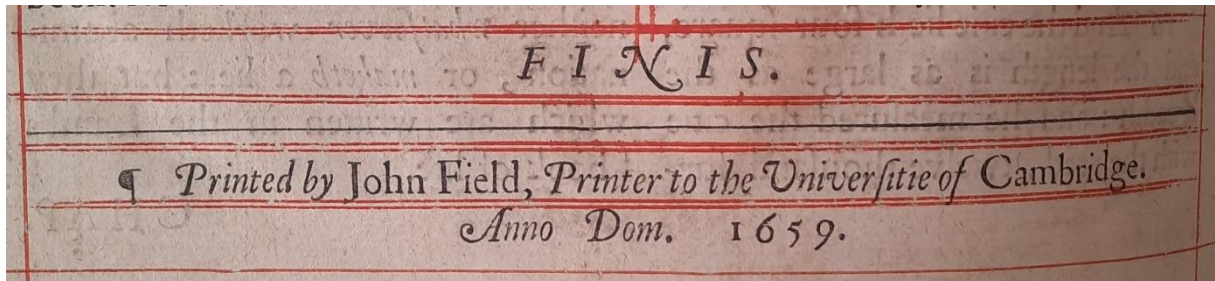 FINIS.
¶ Printed by John Field, Printer to the Univerſitie of Cambridge.
Anno Dom. 1659.